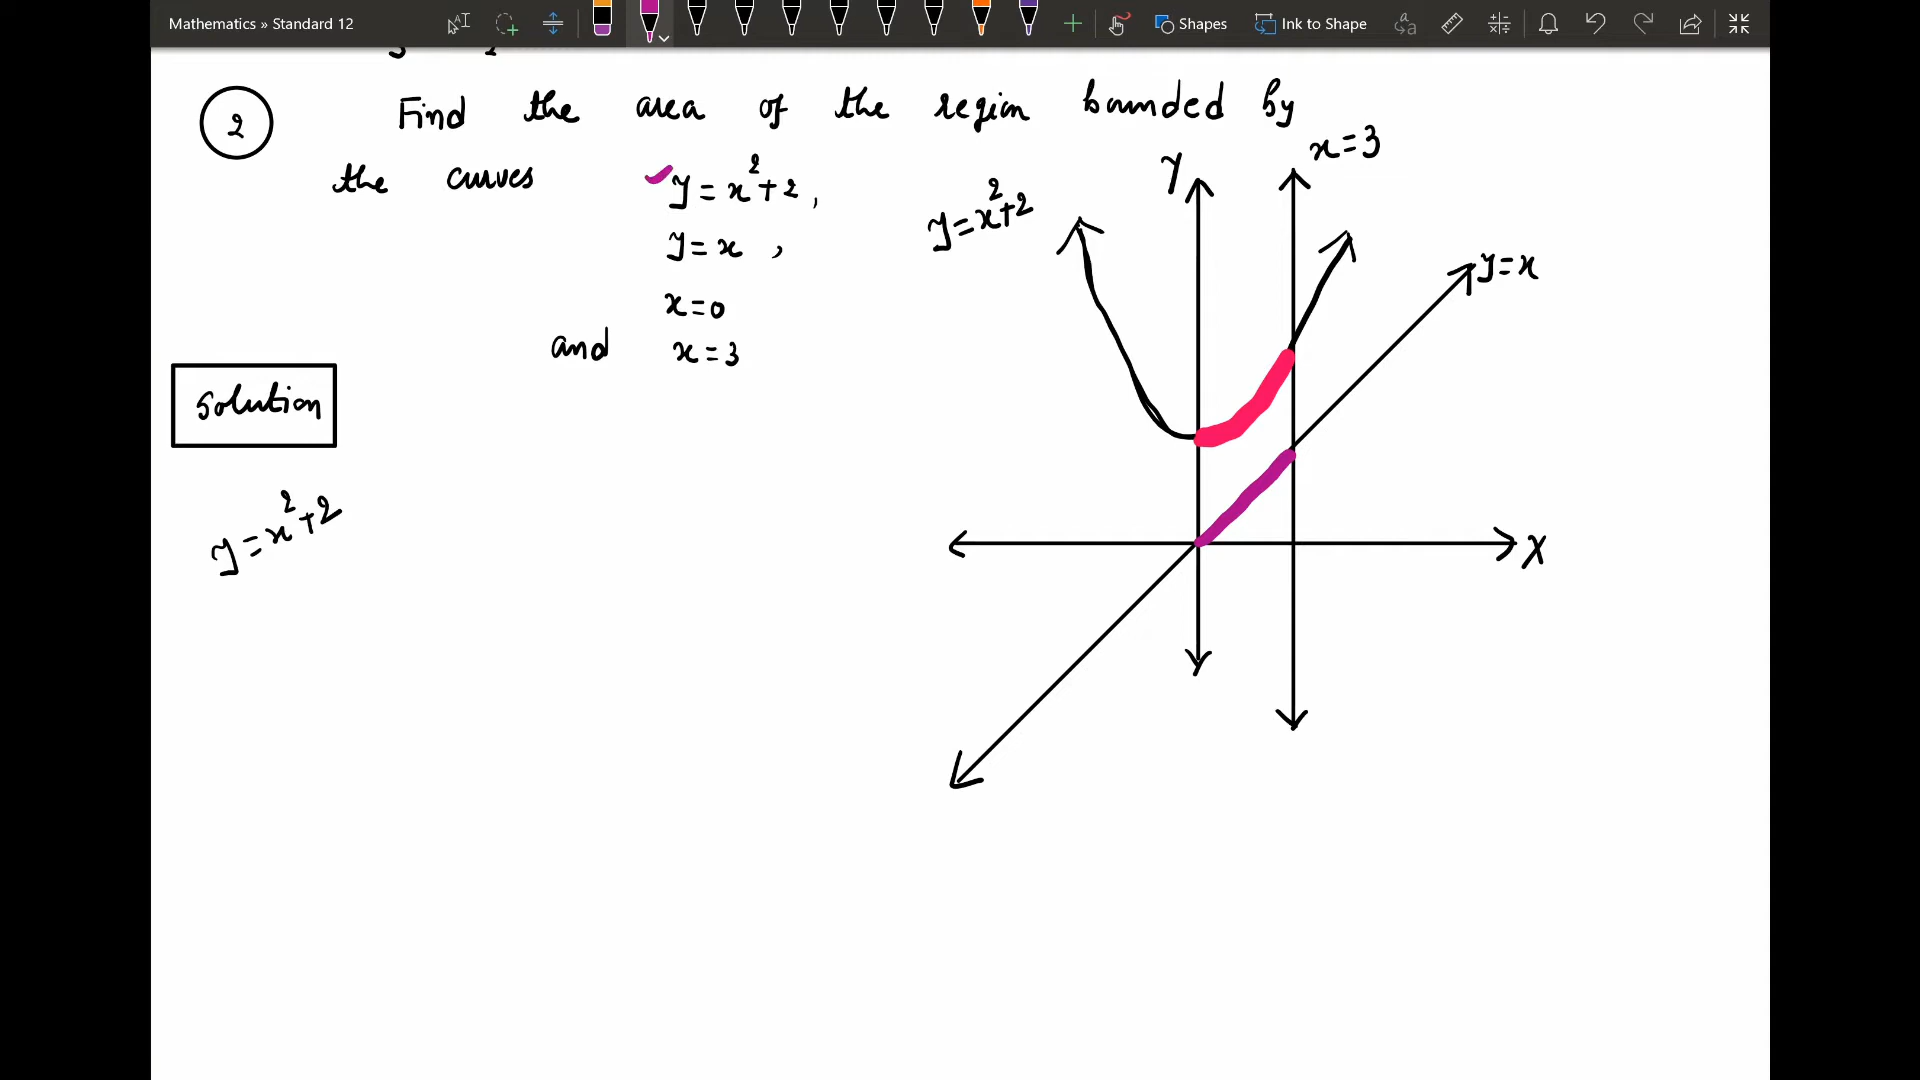 Mathematics » Standard 12
Shapes
Ink to Shape
2
Find the area of the region bounded by
the curves y = x²+2,
y = x ,
x = 0
and x = 3
Solution
y = x²+2
y = x²+2
Y
x = 3
y = x
X